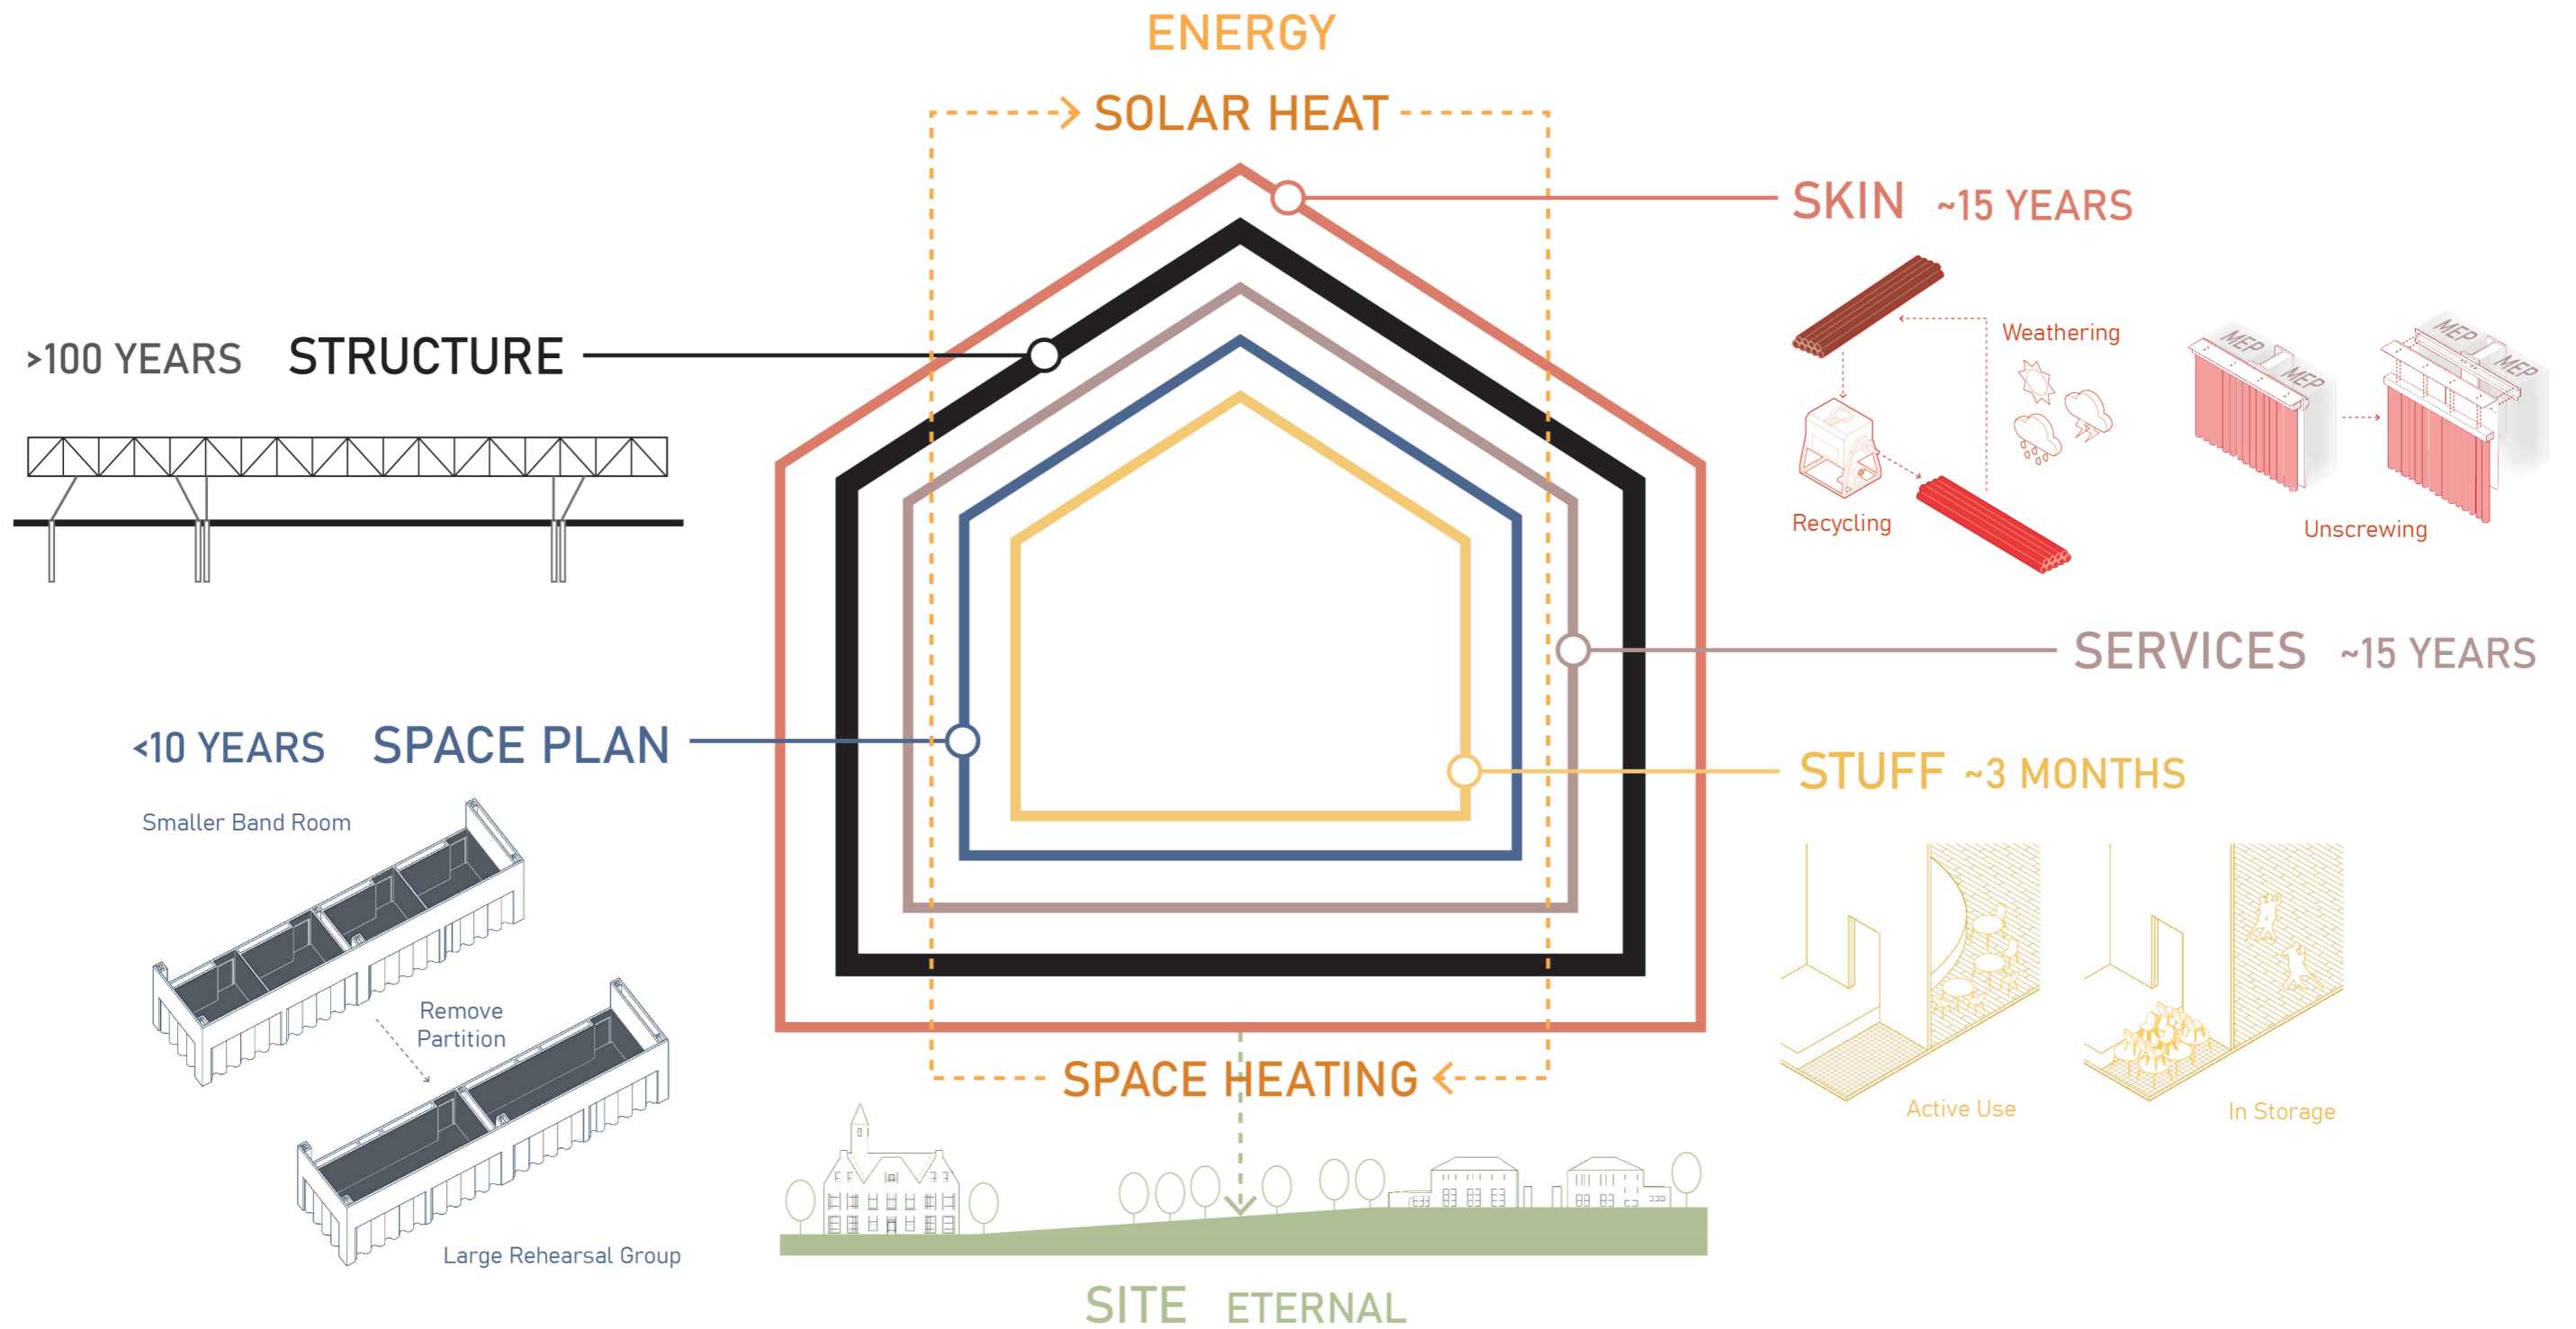 ENERGY
SOLAR HEAT
SKIN ~15 YEARS
>100 YEARS STRUCTURE
Weathering
Recycling
MEP
MEP
MEP
MEP
Unscrewing
SERVICES ~15 YEARS
<10 YEARS SPACE PLAN
STUFF ~3 MONTHS
Smaller Band Room
Remove
Partition
Large Rehearsal Group
SPACE HEATING
Active Use
In Storage
SITE ETERNAL